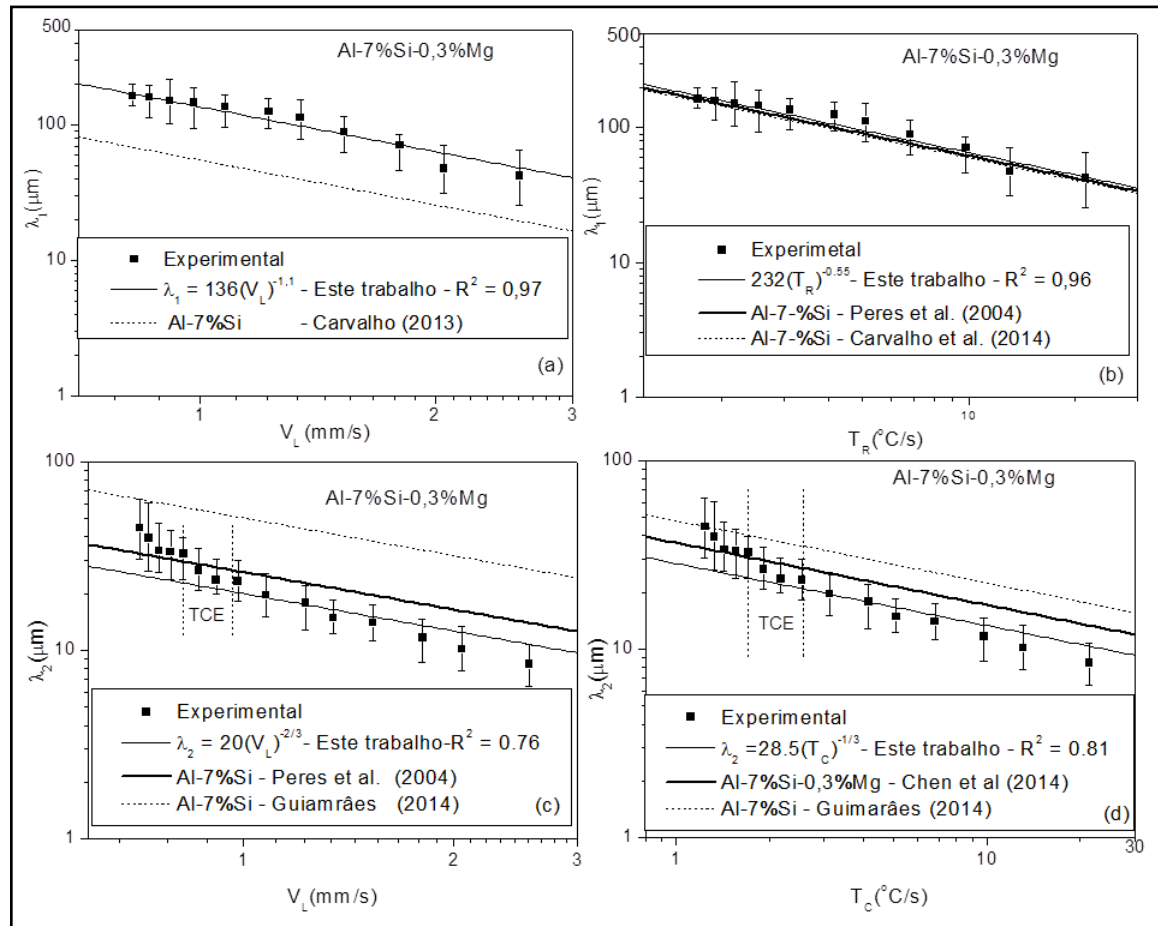 Al-7%Si-0,3%Mg
500
100
10
1
λ1(μm)
Experimental
λ1 = 136(VL)-1,1 - Este trabalho - R2 = 0,97
Al-7%Si - Carvalho (2013)
(a)
1
2
3
VL(mm/s)
Al-7%Si-0,3%Mg
500
100
10
1
λ1(μm)
Experimetal
232(TR)-0.55- Este trabalho - R2 = 0,96
Al-7-%Si - Peres et al. (2004)
Al-7-%Si - Carvalho et al. (2014)
(b)
10
TR(oC/s)
Al-7%Si-0,3%Mg
100
10
1
λ2(μm)
TCE
Experimental
λ2 = 20(VL)-2/3- Este trabalho-R2 = 0.76
Al-7%Si - Peres et al. (2004)
Al-7%Si - Guiamrâes (2014)
(c)
1
2
3
VL(mm/s)
Al-7%Si-0,3%Mg
100
10
1
λ2(μm)
TCE
Experimental
λ2 =28.5(TC)-1/3- Este trabalho - R2 = 0.81
Al-7%Si-0,3%Mg - Chen et al (2014)
Al-7%Si - Guimarâes (2014)
(d)
1
10
30
TC(oC/s)